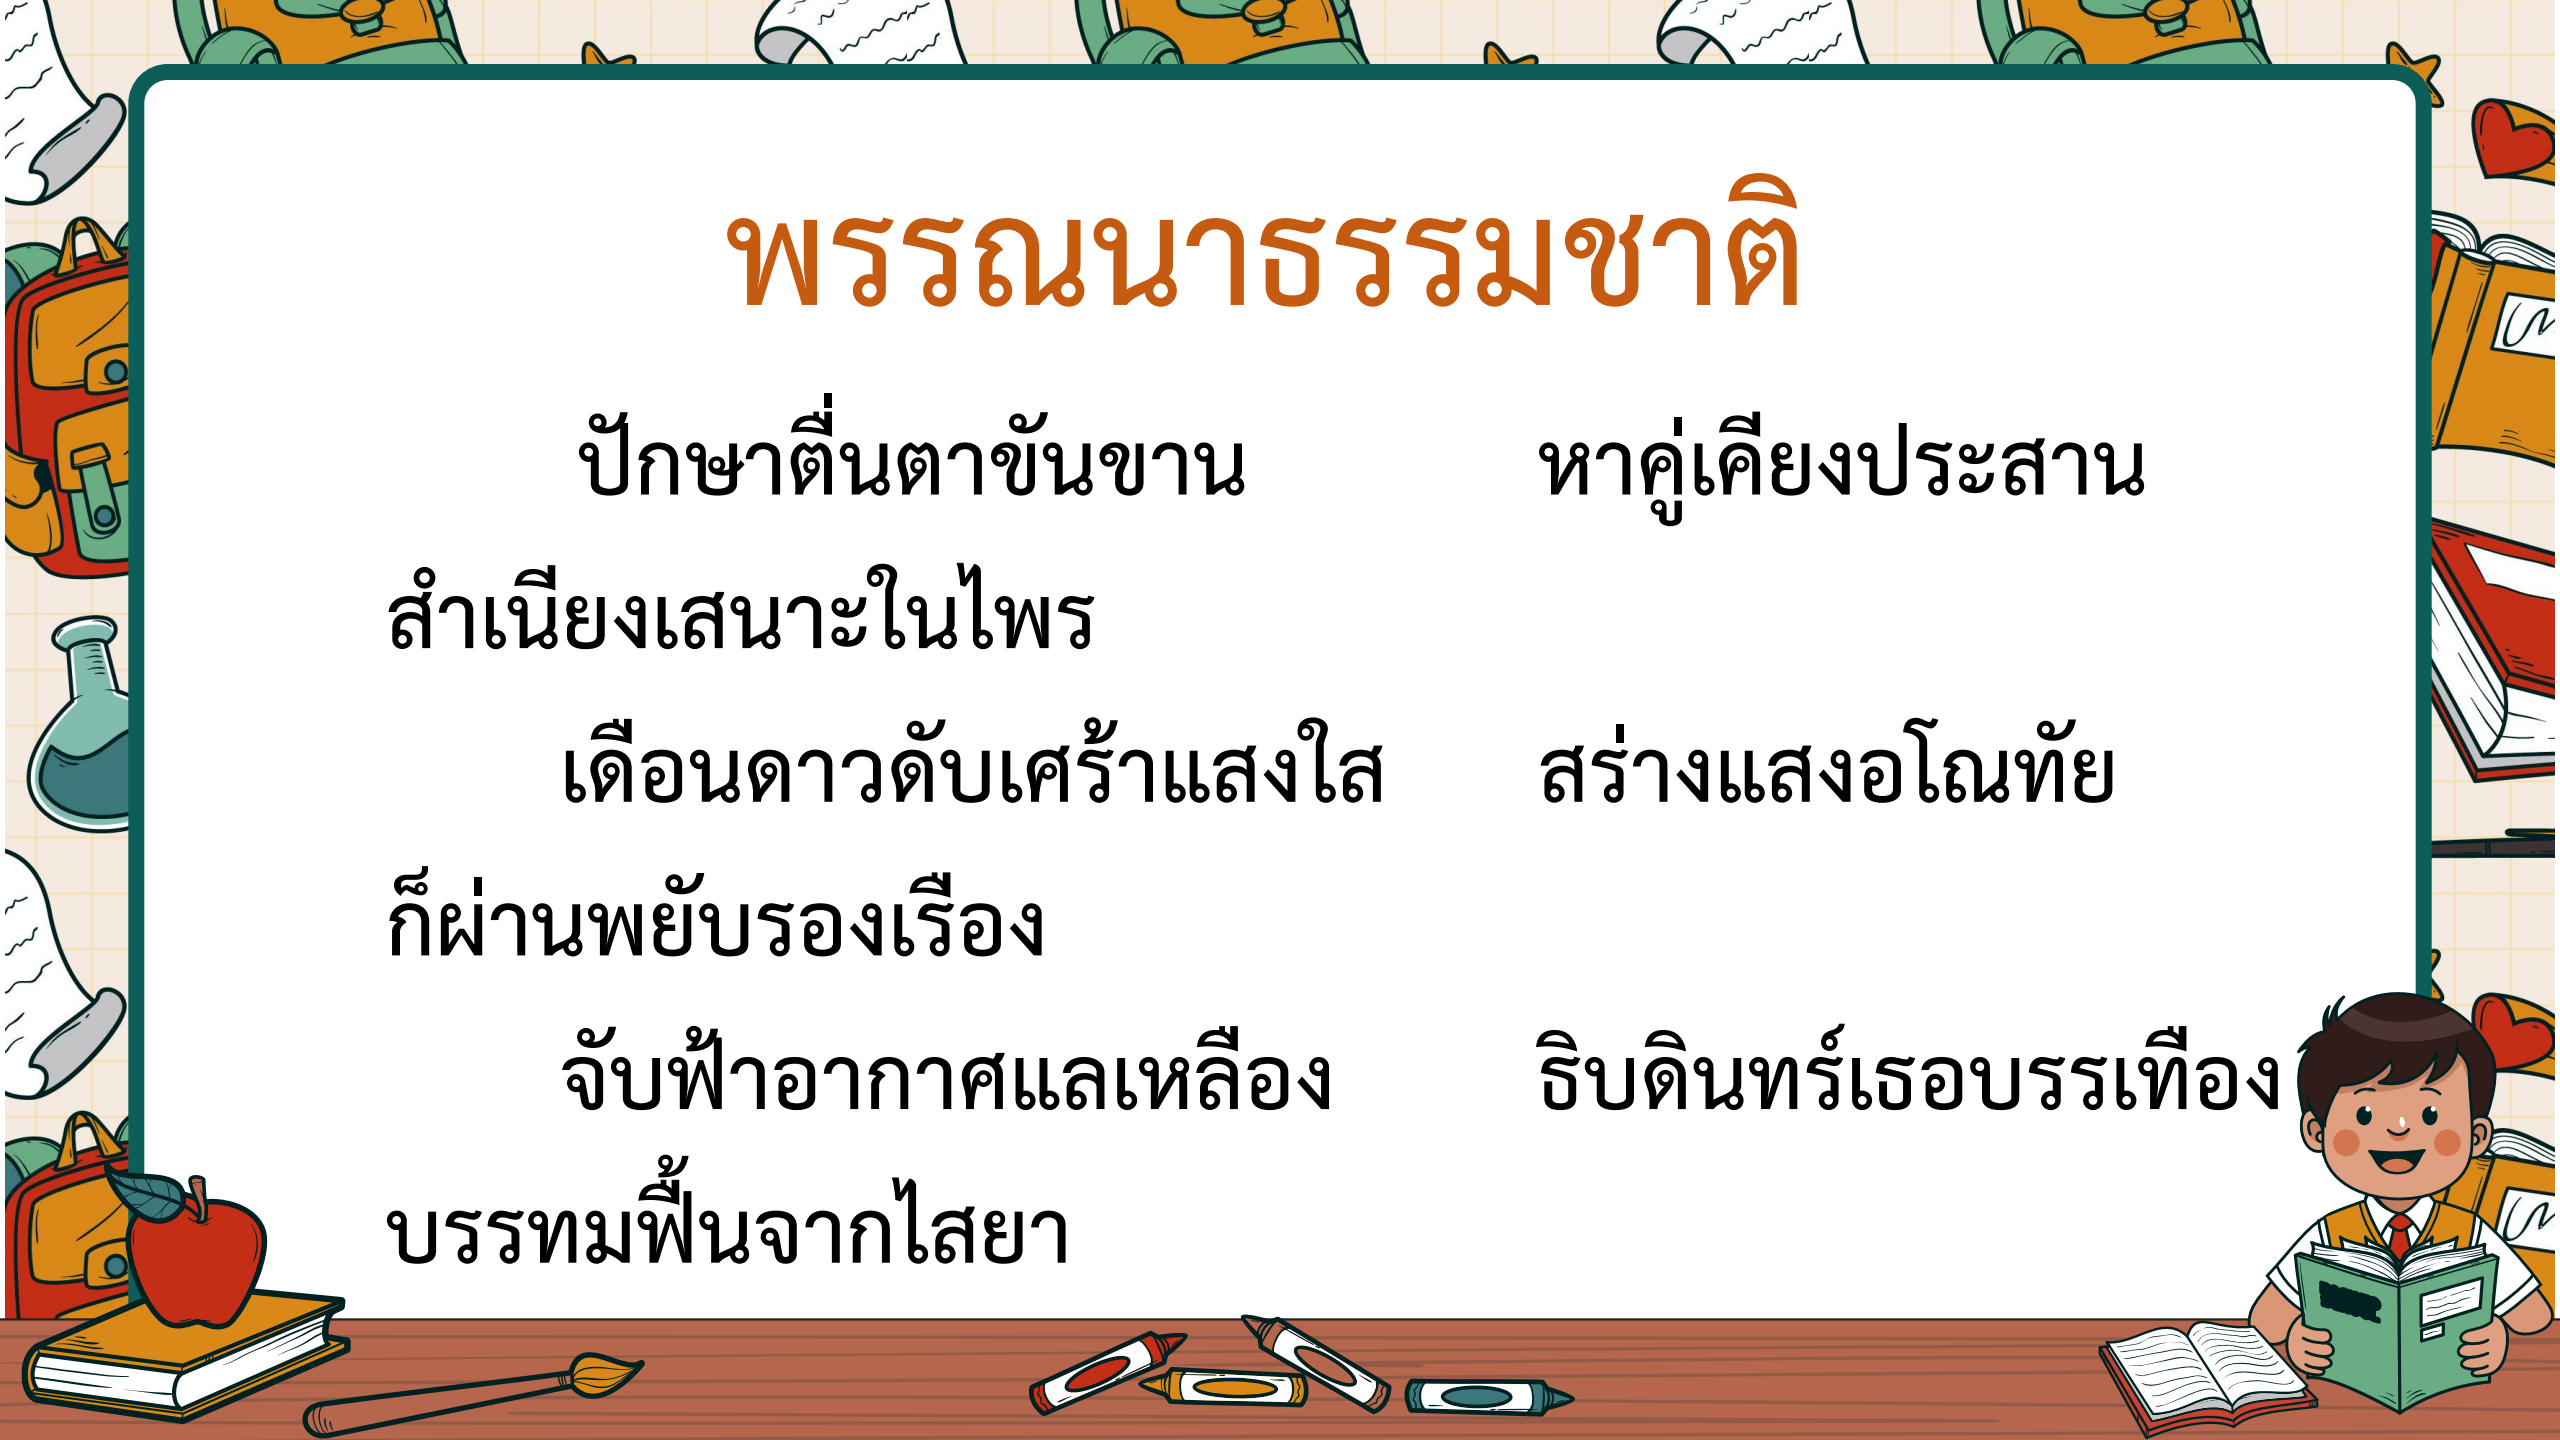 พรรณนาธรรมชาติ
ปักษาตื่นตาขันขาน หาคู่เคียงประสาน
สำเนียงเสนาะในไพร
เดือนดาวดับเศร้าแสงใส สร่างแสงอโณทัย
ก็ผ่านพยับรองเรือง
จับฟ้าอากาศแลเหลือง ธิบดินทร์เธอบรรเทือง
บรรทมฟื้นจากไสยา